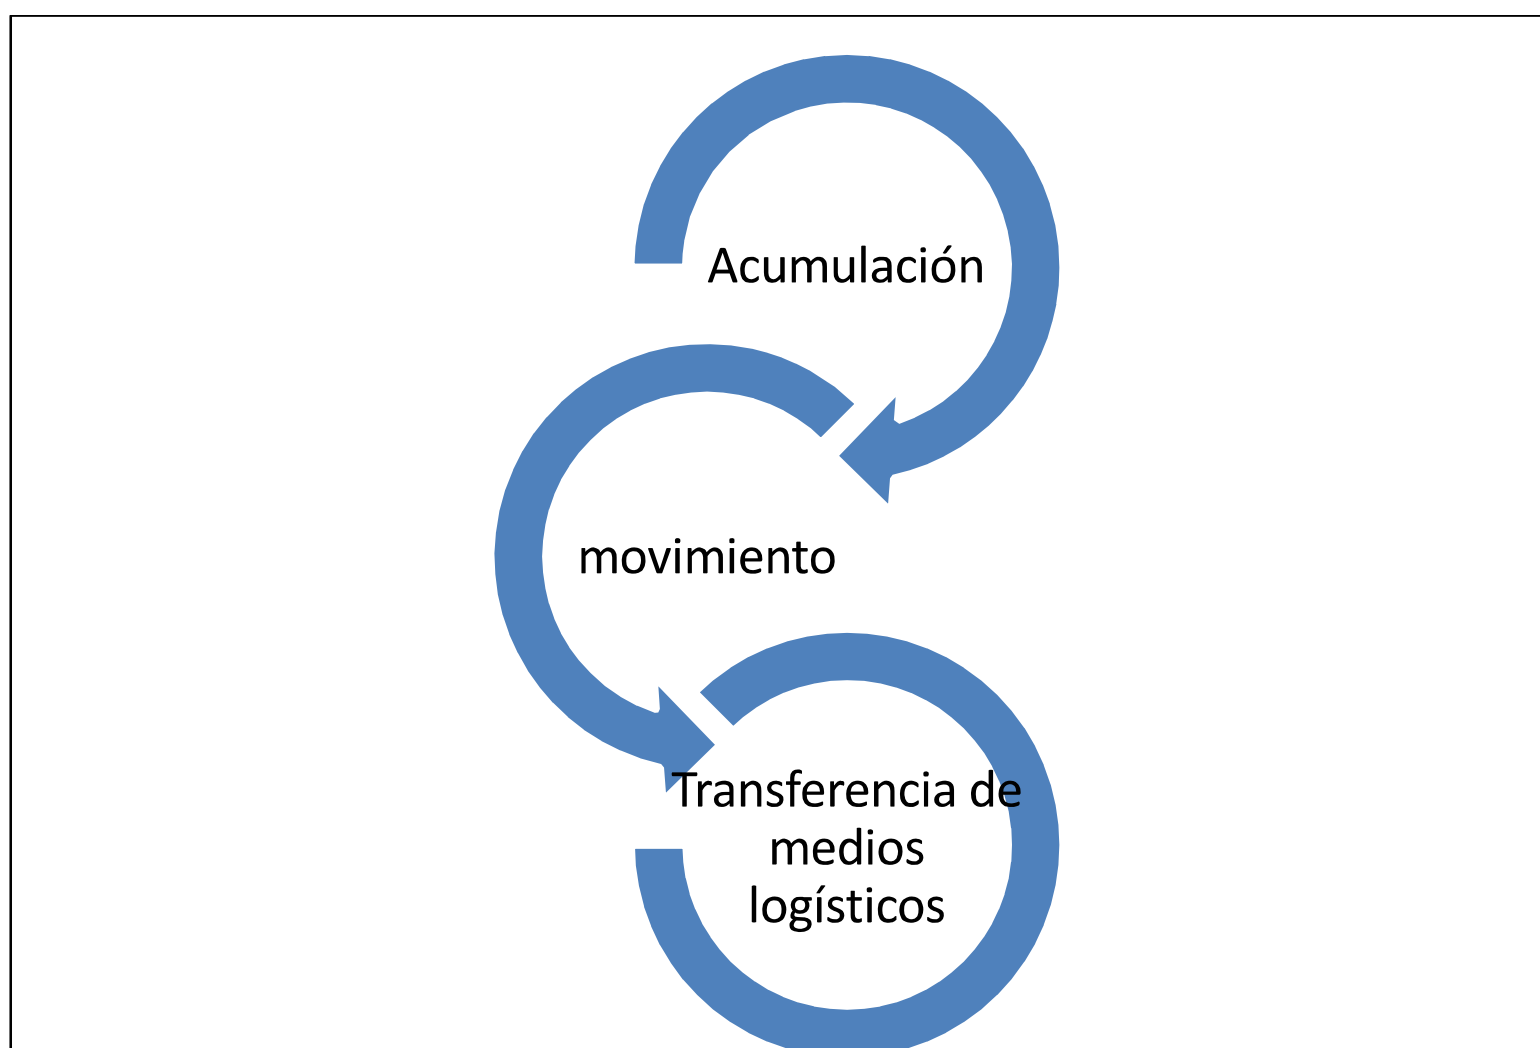 Acumulación
movimiento
Transferencia de
medios
logísticos